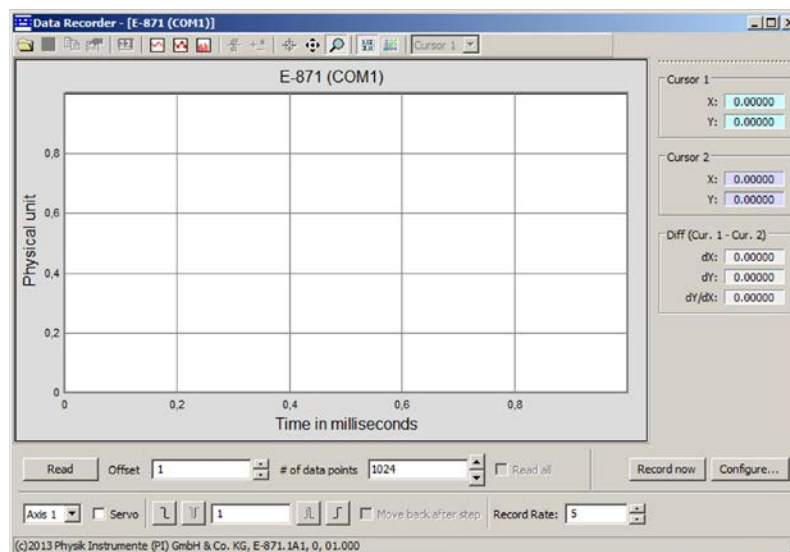 Data Recorder - [E-871 (COM1)]
Cursor 1
E-871 (COM1)
Physical unit
0,8
0,6
0,4
0,2
0
0
0,2
0,4
0,6
0,8
Time in milliseconds
Cursor 1
X: 0.00000
Y: 0.00000
Cursor 2
X: 0.00000
Y: 0.00000
Diff (Cur. 1 - Cur. 2)
dX: 0.00000
dY: 0.00000
dY/dX: 0.00000
Read Offset 1 # of data points 1024 Read all Record now Configure...
Axis 1 Servo 1 Move back after step Record Rate: 5
(c)2013 Physik Instrumente (PI) GmbH & Co. KG, E-871.1A1, 0, 01.000